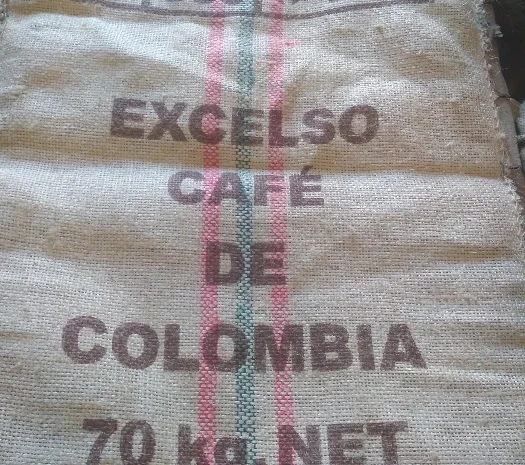 EXCELSO
CAFÉ
DE
COLOMBIA
70 kg. NET